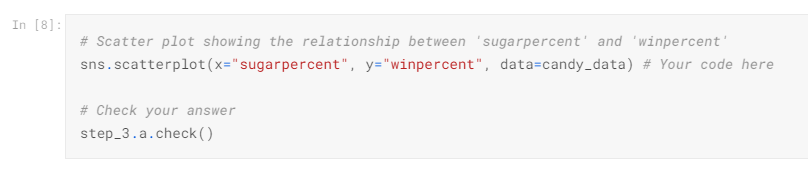 In [8]:
# Scatter plot showing the relationship between 'sugarpercent' and 'winpercent'
sns.scatterplot(x="sugarpercent", y="winpercent", data=candy_data) # Your code here
# Check your answer
step_3.a.check()